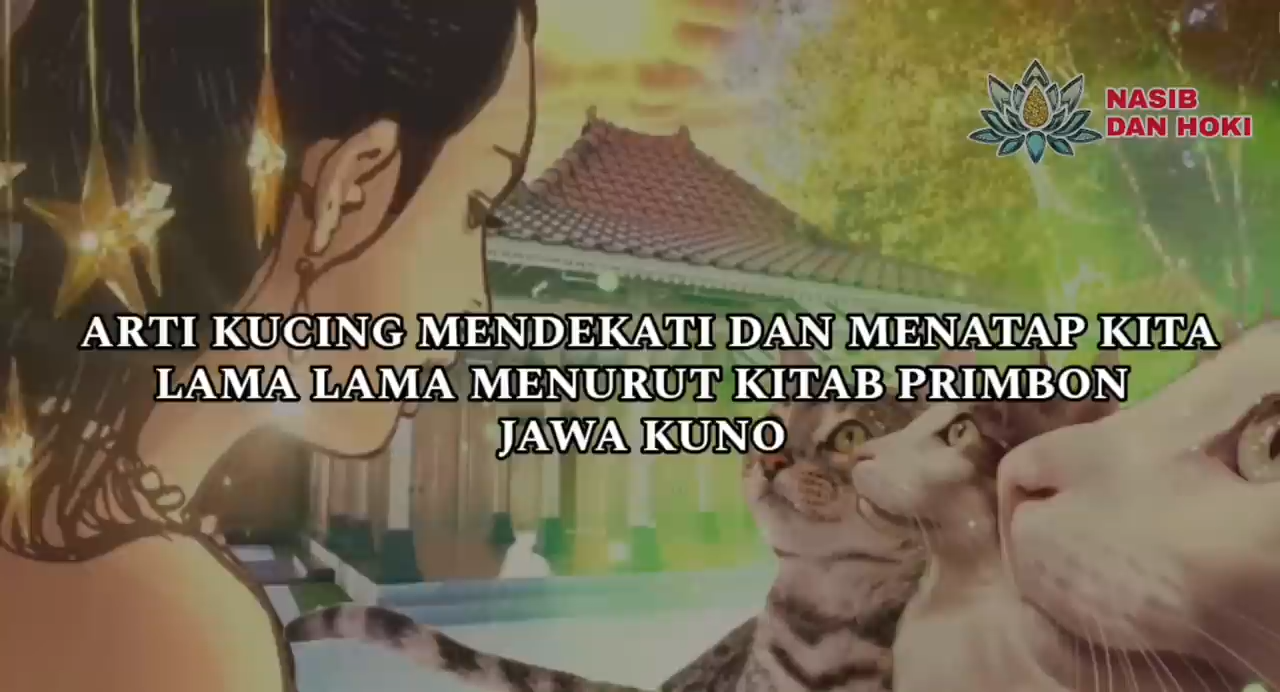 NASIB
DAN HOKI
ARTI KUCING MENDEKATI DAN MENATAP KITA
LAMA LAMA MENURUT KITAB PRIMBON
JAWA KUNO